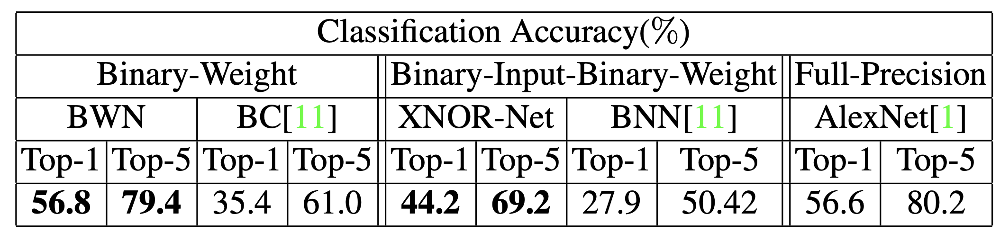 Classification Accuracy(%)
Binary-Weight Binary-Input-Binary-Weight Full-Precision
BWN BC[11] XNOR-Net BNN[11] AlexNet[1]
Top-1 Top-5 Top-1 Top-5 Top-1 Top-5 Top-1 Top-5 Top-1 Top-5
56.8 79.4 35.4 61.0 44.2 69.2 27.9 50.42 56.6 80.2